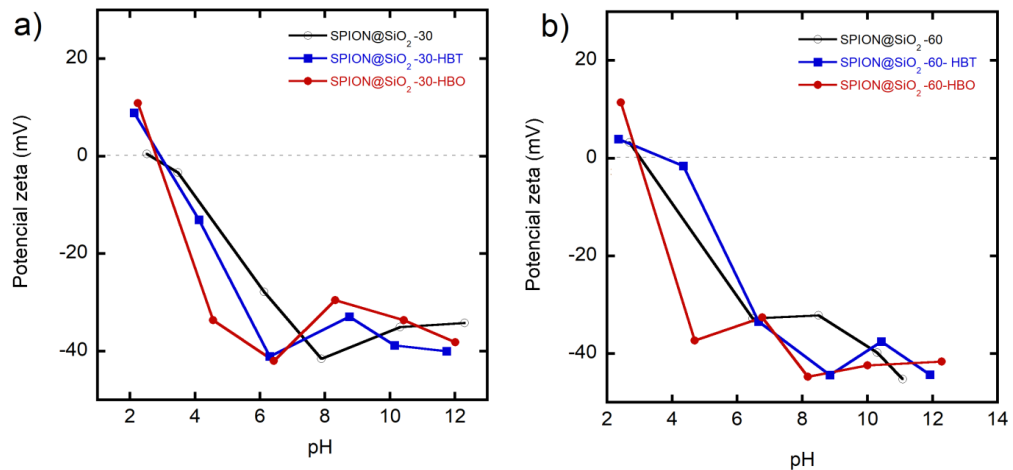 a)
SPION@SiO₂-30
SPION@SiO₂-30-HBT
SPION@SiO₂-30-HBO
Potencial zeta (mV)
20
0
-20
-40
2 4 6 8 10 12
pH
b)
SPION@SiO₂-60
SPION@SiO₂-60- HBT
SPION@SiO₂-60-HBO
Potencial zeta (mV)
20
0
-20
-40
2 4 6 8 10 12 14
pH